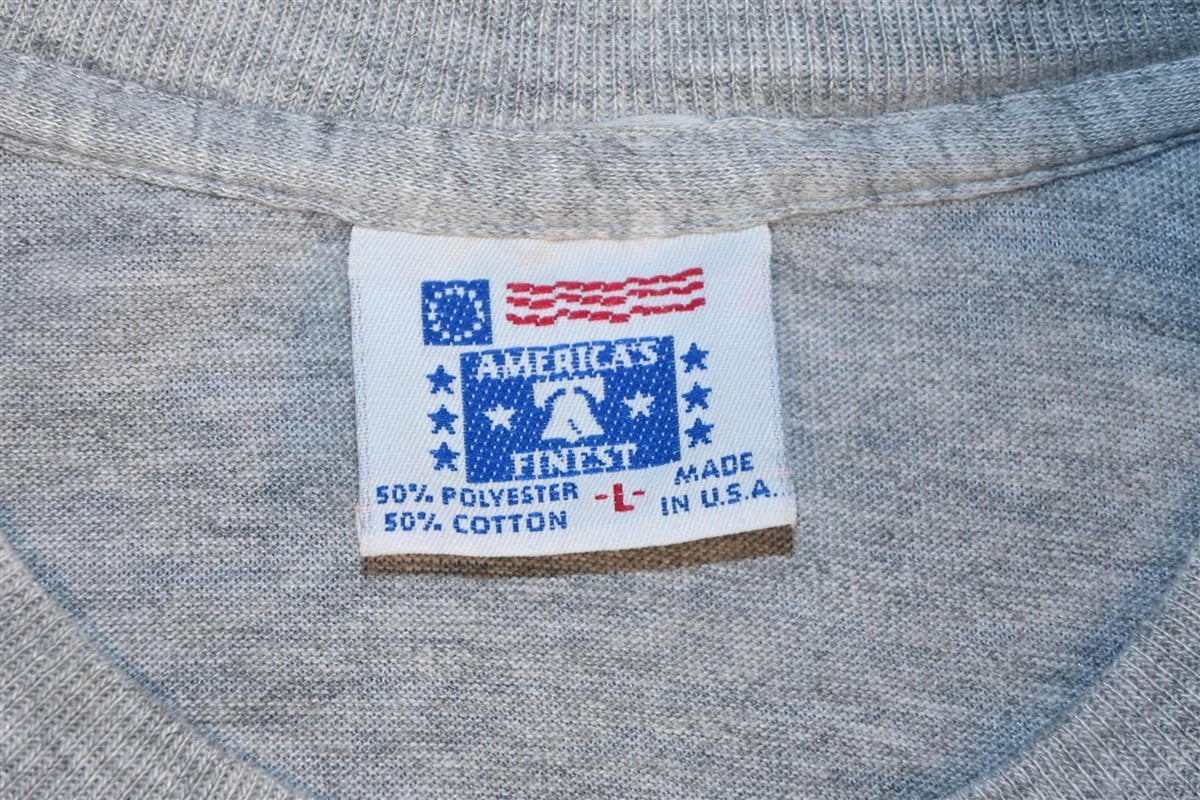 AMERICA'S
FINEST
50% POLYESTER
50% COTTON
-L-
MADE
IN U.S.A.